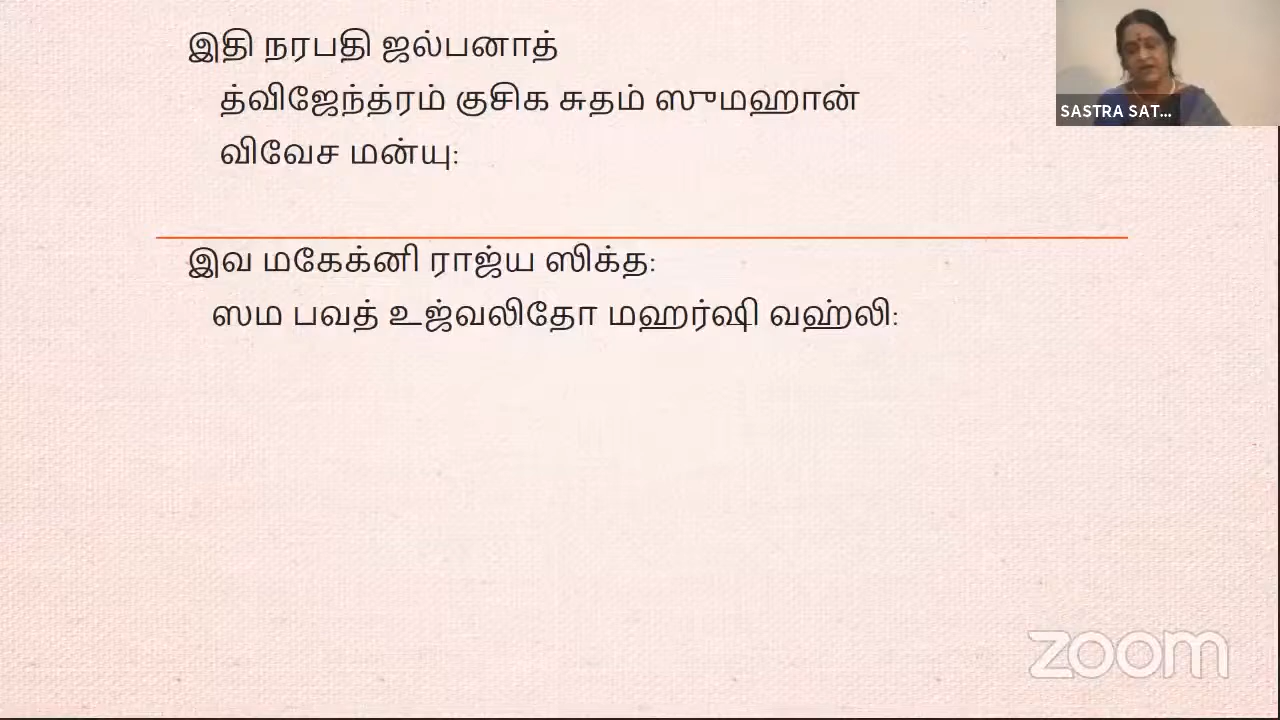 இதி நரபதி ஜல்பனாத்
SASTRA SAT...
த்விஜேந்த்ரம் குசிக சுதம் ஸுமஹான்
விவேச மன்யு:
இவ மகேக்னி ராஜ்ய ஸிக்த:
ஸம பவத் உஜ்வலிதோ மஹர்ஷி வஹ்லி:
zoom